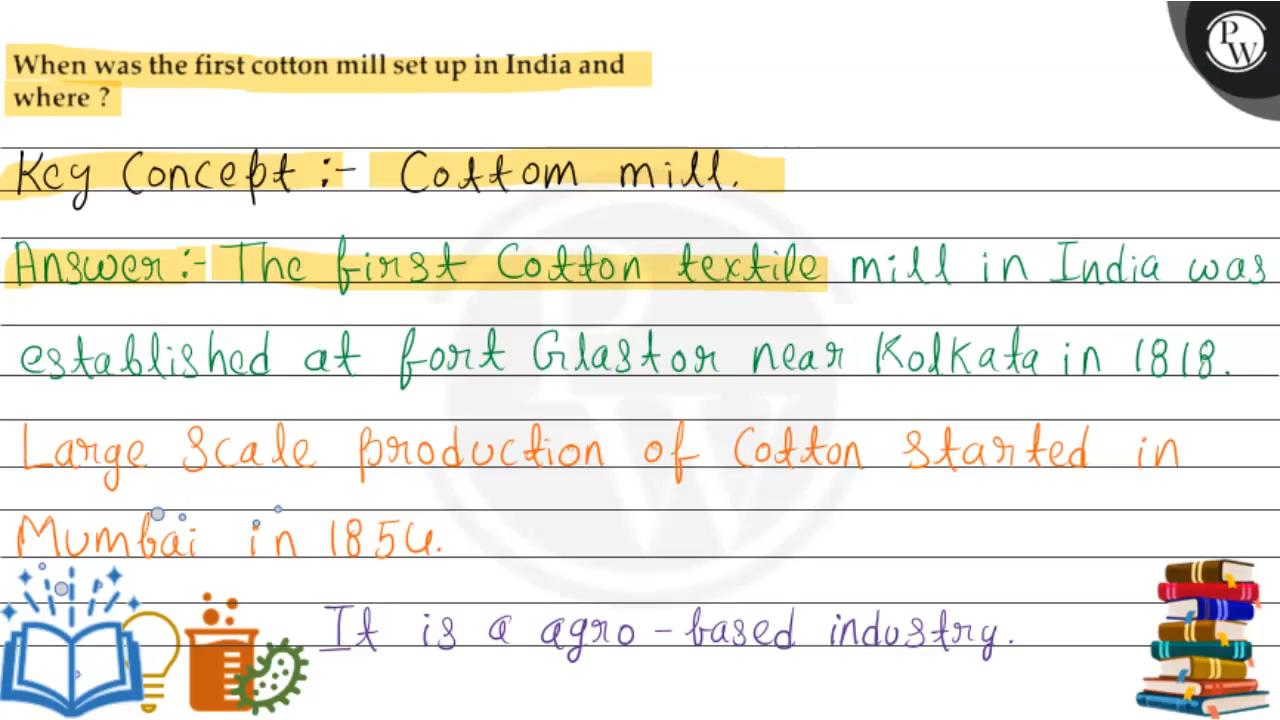 When was the first cotton mill set up in India and
where ?
P
W
Key Concept :- Cottom mill.
Answer :- The first Cotton textile mill in India was
established at fort Glastor near Kolkata in 1818.
Large Scale production of Cotton started in
Mumbai in 1854.
It is a agro-based industry.